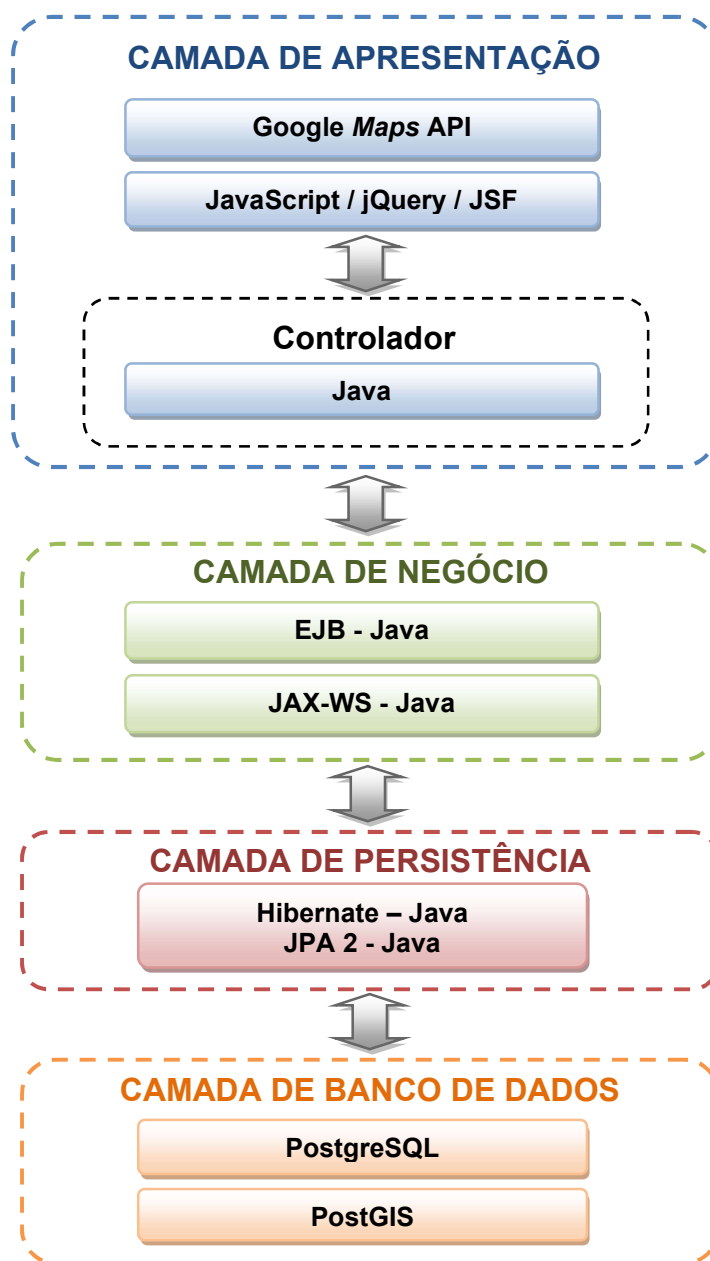 CAMADA DE APRESENTAÇÃO
Google Maps API
JavaScript / jQuery / JSF
Controlador
Java
CAMADA DE NEGÓCIO
EJB - Java
JAX-WS - Java
CAMADA DE PERSISTÊNCIA
Hibernate – Java
JPA 2 - Java
CAMADA DE BANCO DE DADOS
PostgreSQL
PostGIS